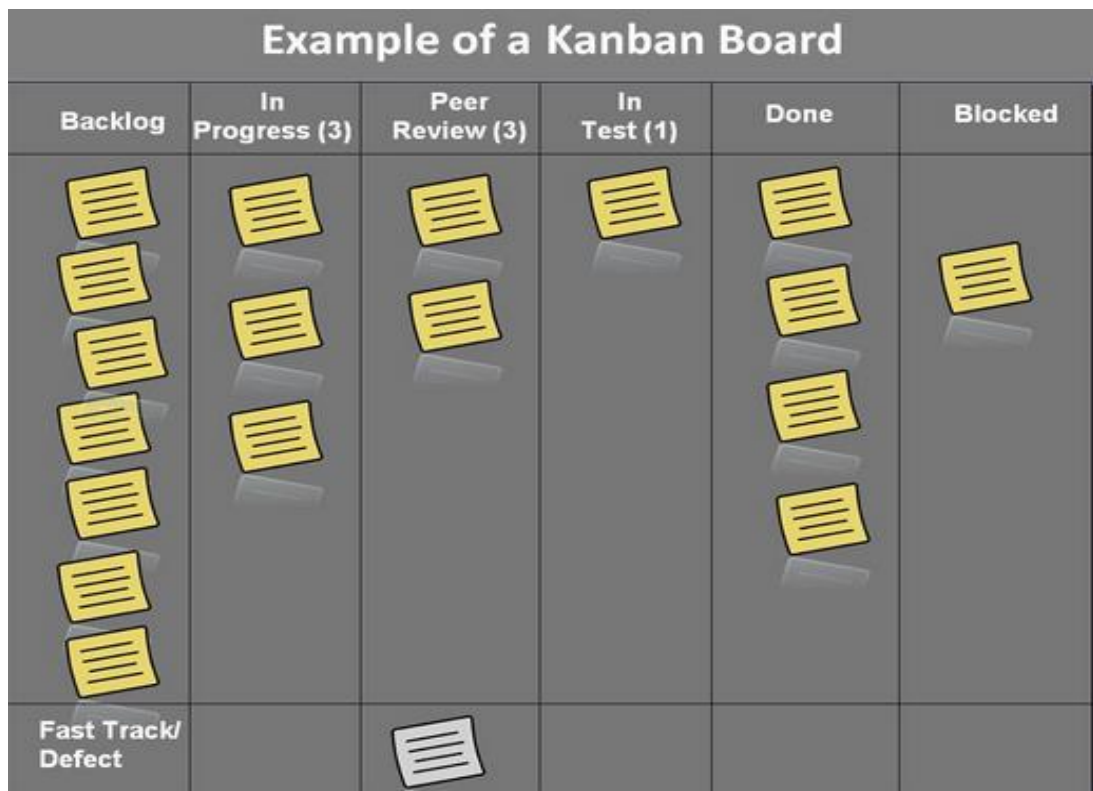 Example of a Kanban Board
Backlog
In
Progress (3)
Peer
Review (3)
In
Test (1)
Done
Blocked
Fast Track/
Defect